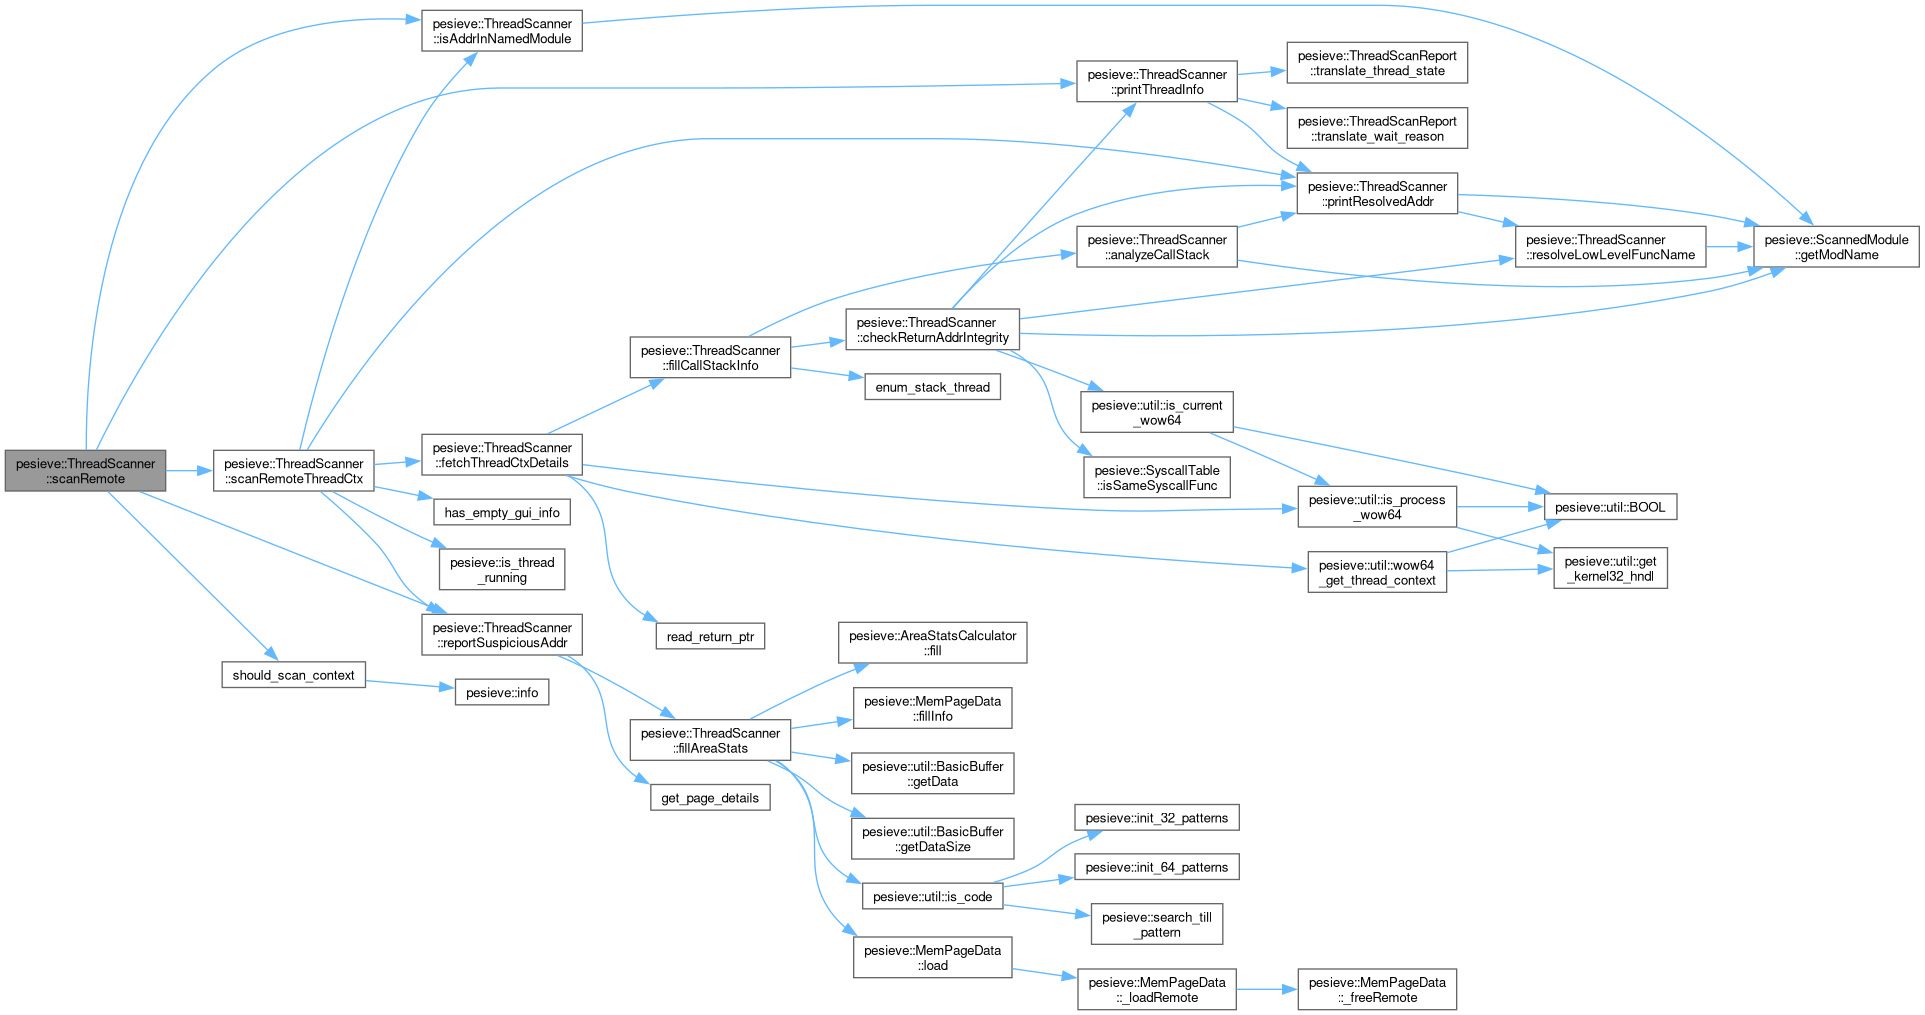 pesieve::ThreadScanner
::scanRemote
pesieve::ThreadScanner
::isAddrInNamedModule
pesieve::ThreadScanner
::scanRemoteThreadCtx
should_scan_context
pesieve::ThreadScanner
::fetchThreadCtxDetails
has_empty_gui_info
pesieve::is_thread
_running
pesieve::ThreadScanner
::reportSuspiciousAddr
pesieve::info
pesieve::ThreadScanner
::fillCallStackInfo
read_return_ptr
pesieve::ThreadScanner
::fillAreaStats
get_page_details
pesieve::ThreadScanner
::checkReturnAddrIntegrity
enum_stack_thread
pesieve::AreaStatsCalculator
::fill
pesieve::MemPageData
::fillInfo
pesieve::util::BasicBuffer
::getData
pesieve::util::BasicBuffer
::getDataSize
pesieve::util::is_code
pesieve::MemPageData
::load
pesieve::ThreadScanner
::printThreadInfo
pesieve::ThreadScanner
::analyzeCallStack
pesieve::util::is_current
_wow64
pesieve::SyscallTable
::isSameSyscallFunc
pesieve::init_32_patterns
pesieve::init_64_patterns
pesieve::search_till
_pattern
pesieve::MemPageData
::_loadRemote
pesieve::ThreadScanReport
::translate_thread_state
pesieve::ThreadScanReport
::translate_wait_reason
pesieve::ThreadScanner
::printResolvedAddr
pesieve::util::is_process
_wow64
pesieve::util::wow64
_get_thread_context
pesieve::MemPageData
::_freeRemote
pesieve::ThreadScanner
::resolveLowLevelFuncName
pesieve::util::BOOL
pesieve::util::get
_kernel32_hndl
pesieve::ScannedModule
::getModName